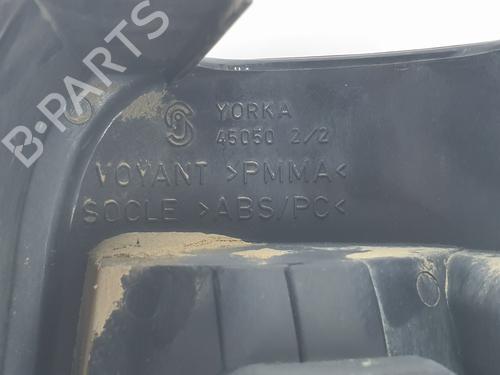 B-PARTS
YORKA
45050 2/2
VOYANT >PMMA<
SOCLE >ABS/PC<